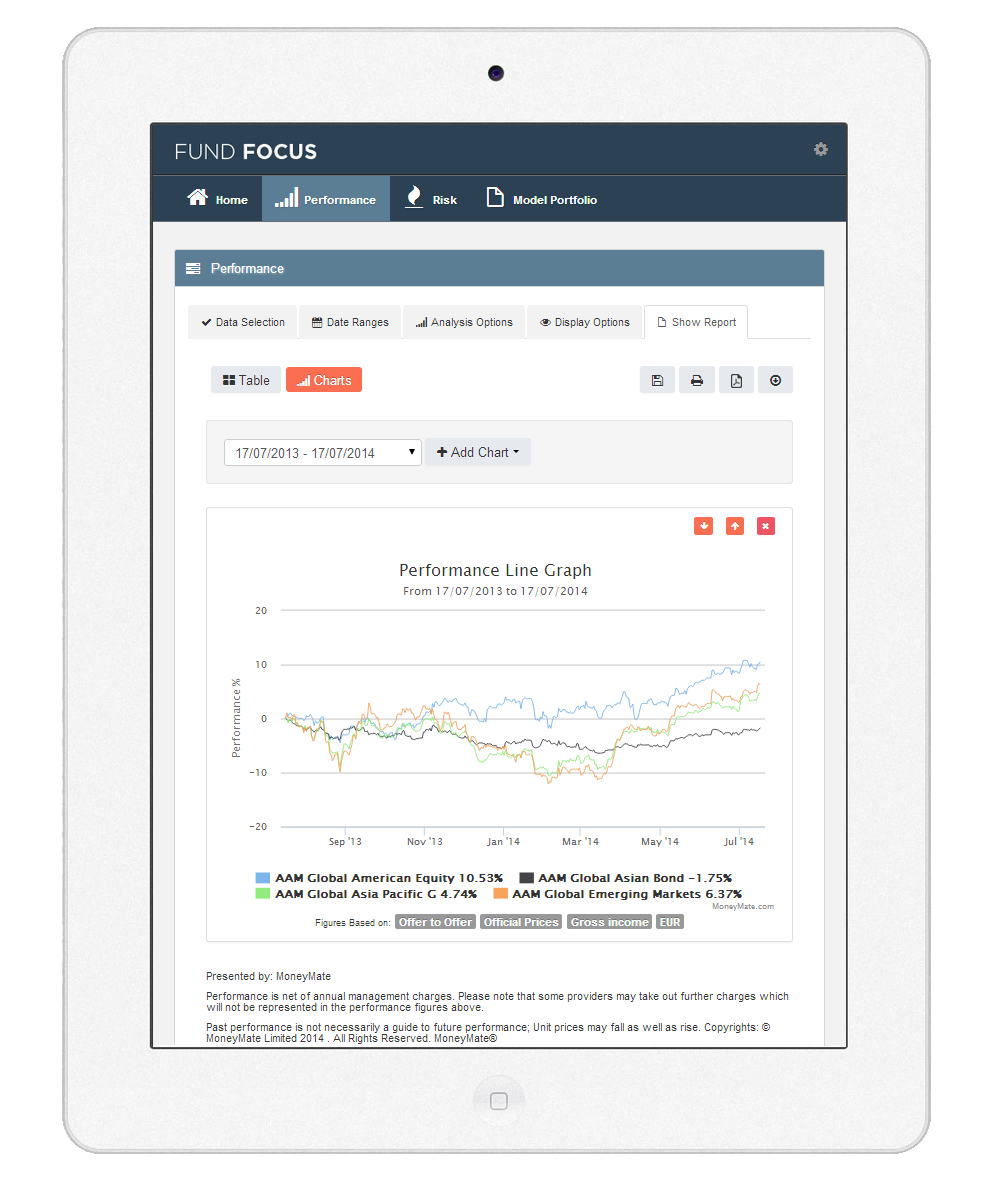 FUND FOCUS
Home Performance Risk Model Portfolio
Performance
Data Selection Date Ranges Analysis Options Display Options Show Report
Table Charts
17/07/2013 - 17/07/2014 Add Chart
Performance Line Graph
From 17/07/2013 to 17/07/2014
Performance %
20
10
0
-10
-20
Sep '13 Nov '13 Jan '14 Mar '14 May '14 Jul '14
AAM Global American Equity 10.53% AAM Global Asian Bond -1.75%
AAM Global Asia Pacific G 4.74% AAM Global Emerging Markets 6.37%
MoneyMate.com
Figures Based on: Offer to Offer Official Prices Gross income EUR
Presented by: MoneyMate
Performance is net of annual management charges. Please note that some providers may take out further charges which
will not be represented in the performance figures above.
Past performance is not necessarily a guide to future performance; Unit prices may fall as well as rise. Copyrights: ©
MoneyMate Limited 2014 . All Rights Reserved. MoneyMate®